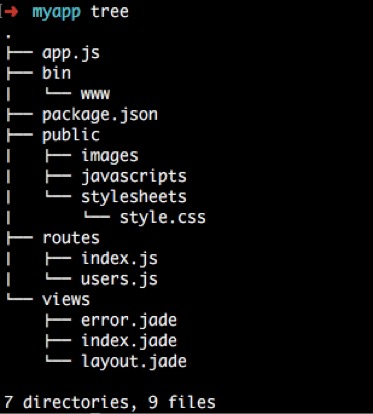 ➜ myapp tree
.
├── app.js
├── bin
│   └── www
├── package.json
├── public
│   ├── images
│   ├── javascripts
│   └── stylesheets
│       └── style.css
├── routes
│   ├── index.js
│   └── users.js
└── views
    ├── error.jade
    ├── index.jade
    └── layout.jade

7 directories, 9 files